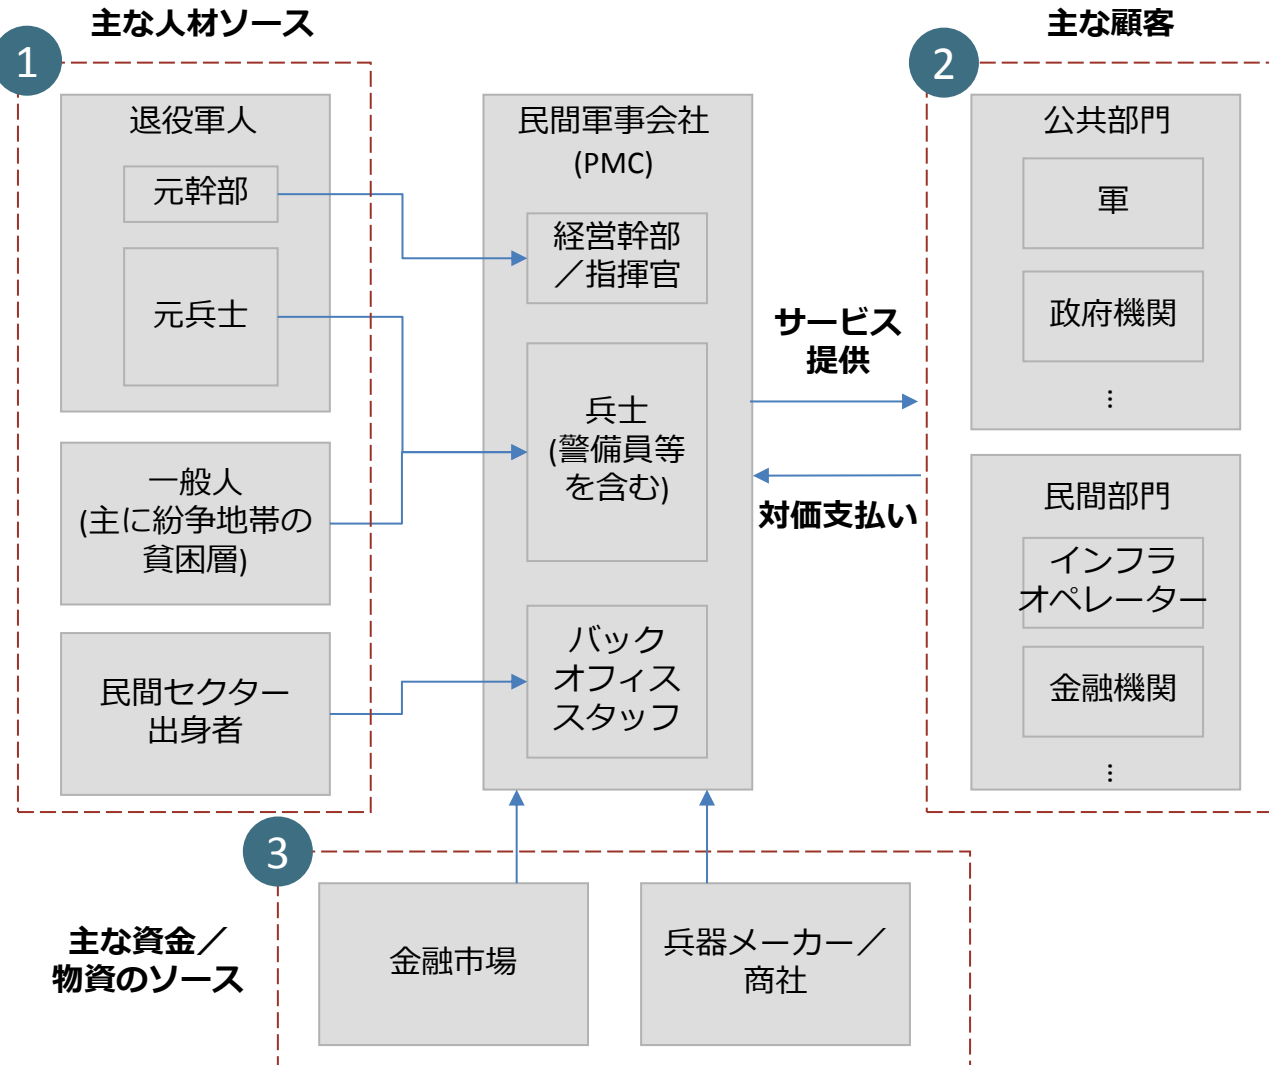 主な人材ソース
1
退役軍人
元幹部
元兵士
一般人
(主に紛争地帯の
貧困層)
民間セクター
出身者
民間軍事会社
(PMC)
経営幹部
／指揮官
兵士
(警備員等
を含む)
バック
オフィス
スタッフ
サービス
提供
対価支払い
主な顧客
2
公共部門
軍
政府機関
…
民間部門
インフラ
オペレーター
金融機関
…
3
主な資金／
物資のソース
金融市場
兵器メーカー／
商社